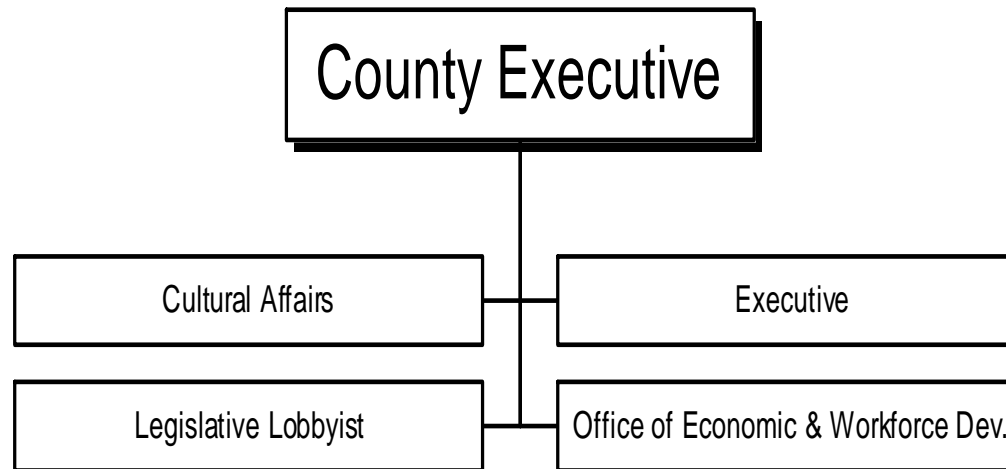 County Executive
Cultural Affairs
Executive
Legislative Lobbyist
Office of Economic & Workforce Dev.